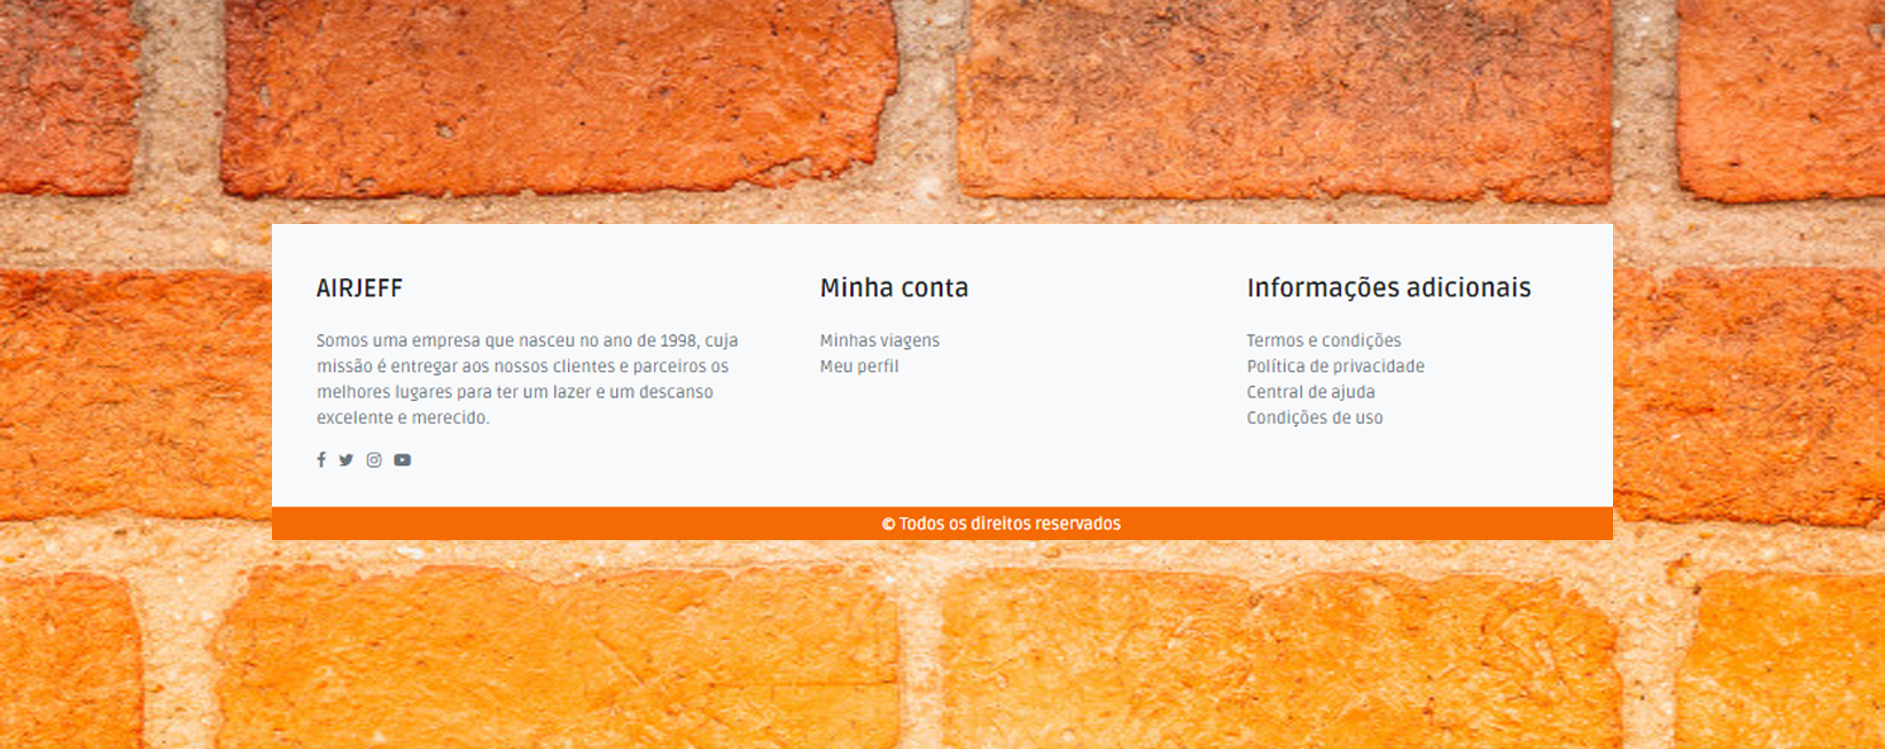 AIRJEFF
Somos uma empresa que nasceu no ano de 1998, cuja
missão é entregar aos nossos clientes e parceiros os
melhores lugares para ter um lazer e um descanso
excelente e merecido.
Minha conta
Minhas viagens
Meu perfil
Informações adicionais
Termos e condições
Política de privacidade
Central de ajuda
Condições de uso
© Todos os direitos reservados